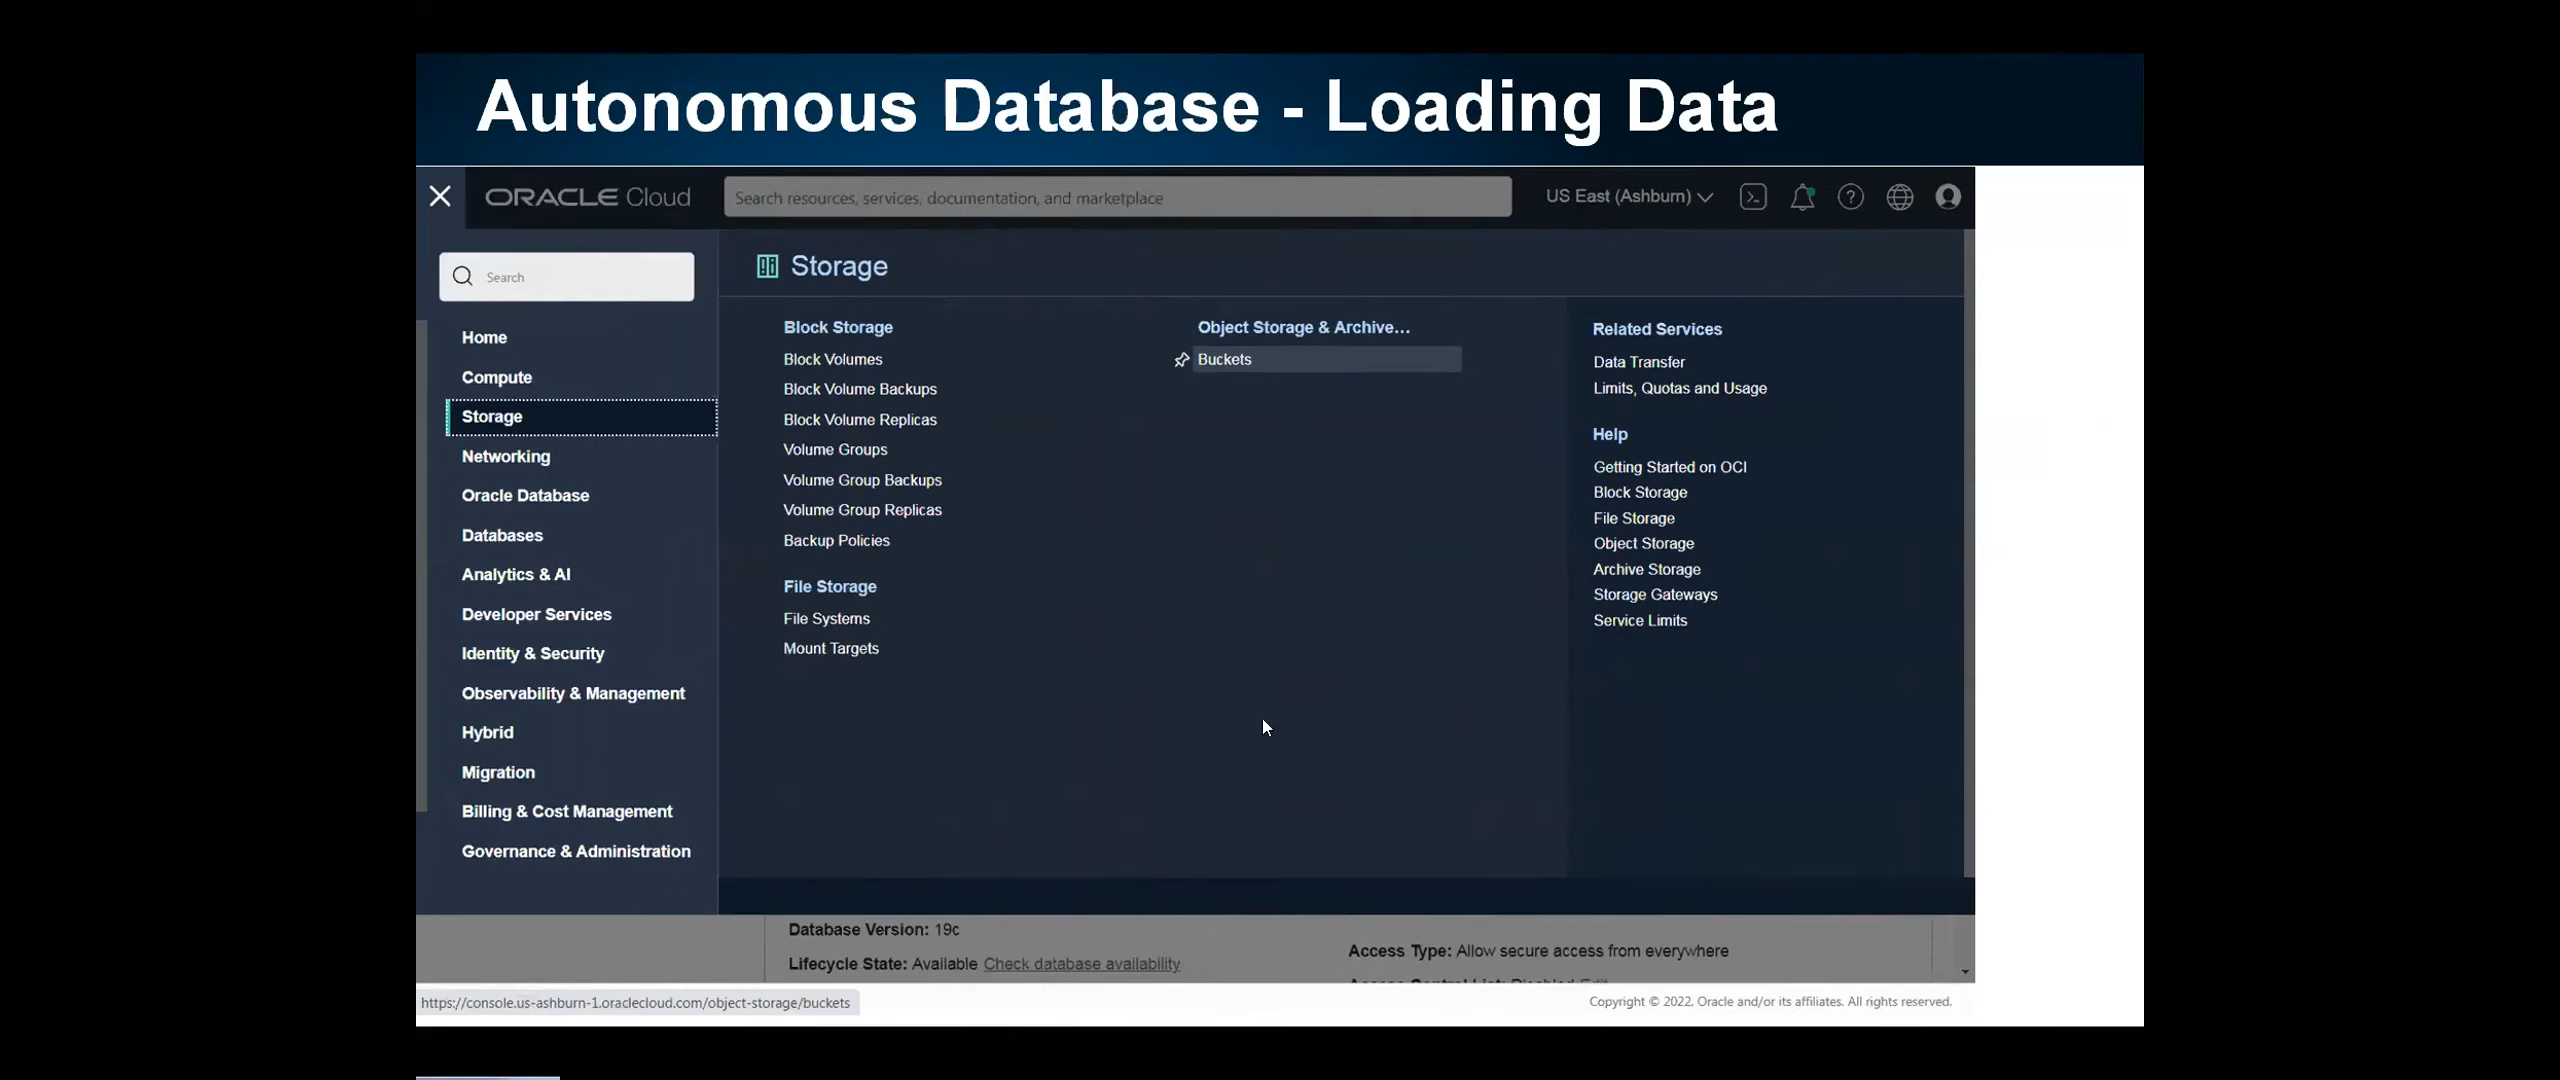 Autonomous Database - Loading Data
ORACLE Cloud
Search resources, services, documentation, and marketplace
US East (Ashburn)
Search
Home
Compute
Storage
Networking
Oracle Database
Databases
Analytics & AI
Developer Services
Identity & Security
Observability & Management
Hybrid
Migration
Billing & Cost Management
Governance & Administration
Storage
Block Storage
Block Volumes
Block Volume Backups
Block Volume Replicas
Volume Groups
Volume Group Backups
Volume Group Replicas
Backup Policies
File Storage
File Systems
Mount Targets
Object Storage & Archive...
Buckets
Related Services
Data Transfer
Limits, Quotas and Usage
Help
Getting Started on OCI
Block Storage
File Storage
Object Storage
Archive Storage
Storage Gateways
Service Limits
Database Version: 19c
Lifecycle State: Available Check database availability
Access Type: Allow secure access from everywhere
https://console.us-ashburn-1.oraclecloud.com/object-storage/buckets
Copyright © 2022, Oracle and/or its affiliates. All rights reserved.